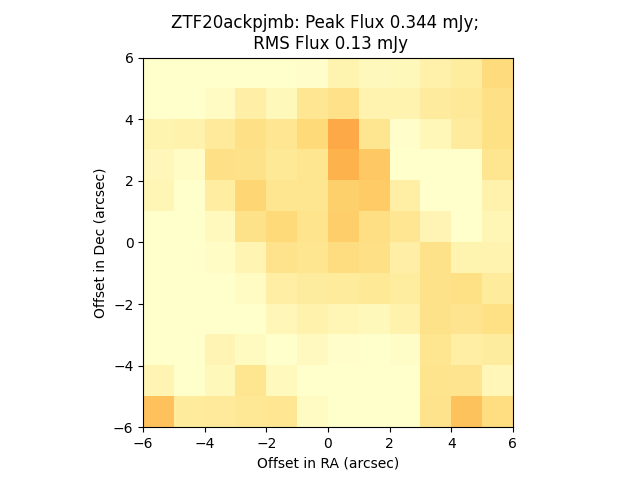 ZTF20ackpjmb: Peak Flux 0.344 mJy;
RMS Flux 0.13 mJy
6
4
2
0
−2
−4
−6
Offset in Dec (arcsec)
−6 −4 −2 0 2 4 6
Offset in RA (arcsec)